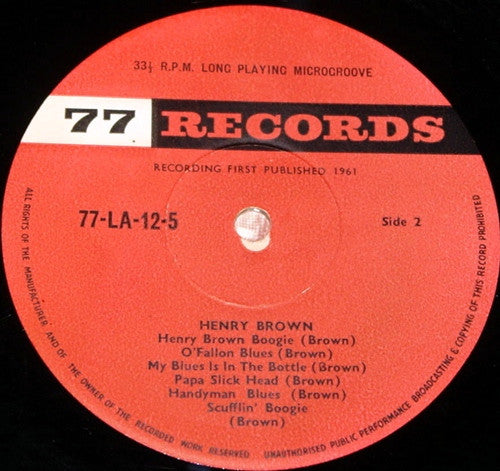 33⅓ R.P.M. LONG PLAYING MICROGROOVE
77 RECORDS
RECORDING FIRST PUBLISHED 1961
77-LA-12-5
Side 2
HENRY BROWN
Henry Brown Boogie (Brown)
O'Fallon Blues (Brown)
My Blues Is In The Bottle (Brown)
Papa Slick Head (Brown)
Handyman Blues (Brown)
Scufflin' Boogie
(Brown)
ALL RIGHTS OF THE MANUFACTURER AND OF THE OWNER OF THE RECORDED WORK RESERVED UNAUTHORISED PUBLIC PERFORMANCE BROADCASTING & COPYING OF THIS RECORD PROHIBITED